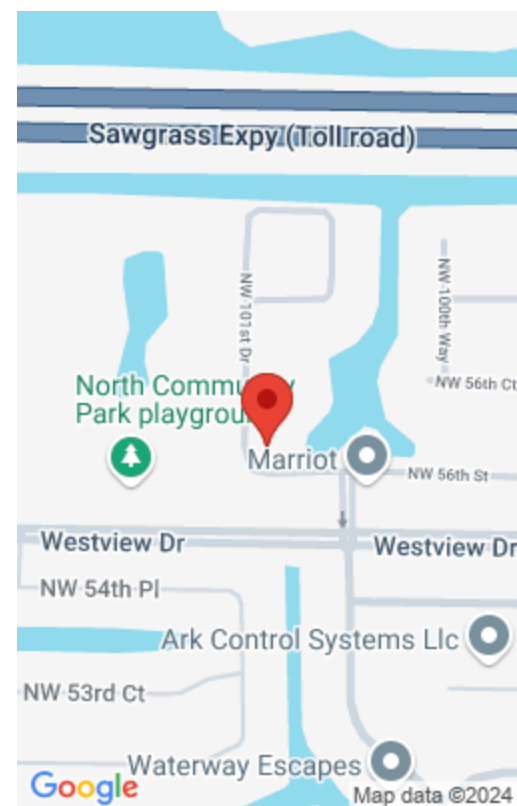 Sawgrass Expy (Toll road)
NW 101st Dr
NW 100th Way
NW 56th Ct
North Community
Park playground
Marriot
NW 56th St
Westview Dr
Westview Dr
NW 54th Pl
Ark Control Systems Llc
NW 53rd Ct
Waterway Escapes
Google
Map data ©2024